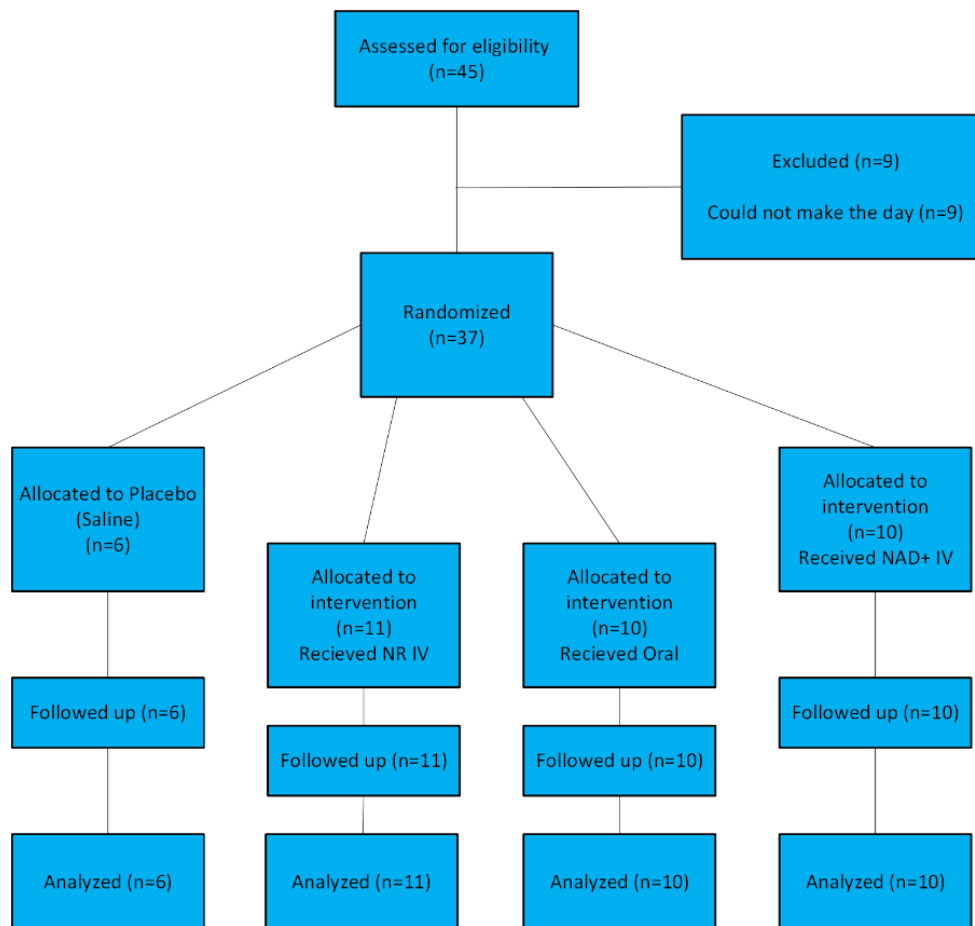 Assessed for eligibility
(n=45)
Excluded (n=9)
Could not make the day (n=9)
Randomized
(n=37)
Allocated to Placebo
(Saline)
(n=6)
Allocated to
intervention
(n=11)
Recieved NR IV
Allocated to
intervention
(n=10)
Recieved Oral
Allocated to
intervention
(n=10)
Received NAD+ IV
Followed up (n=6)
Followed up (n=11)
Followed up (n=10)
Followed up (n=10)
Analyzed (n=6)
Analyzed (n=11)
Analyzed (n=10)
Analyzed (n=10)